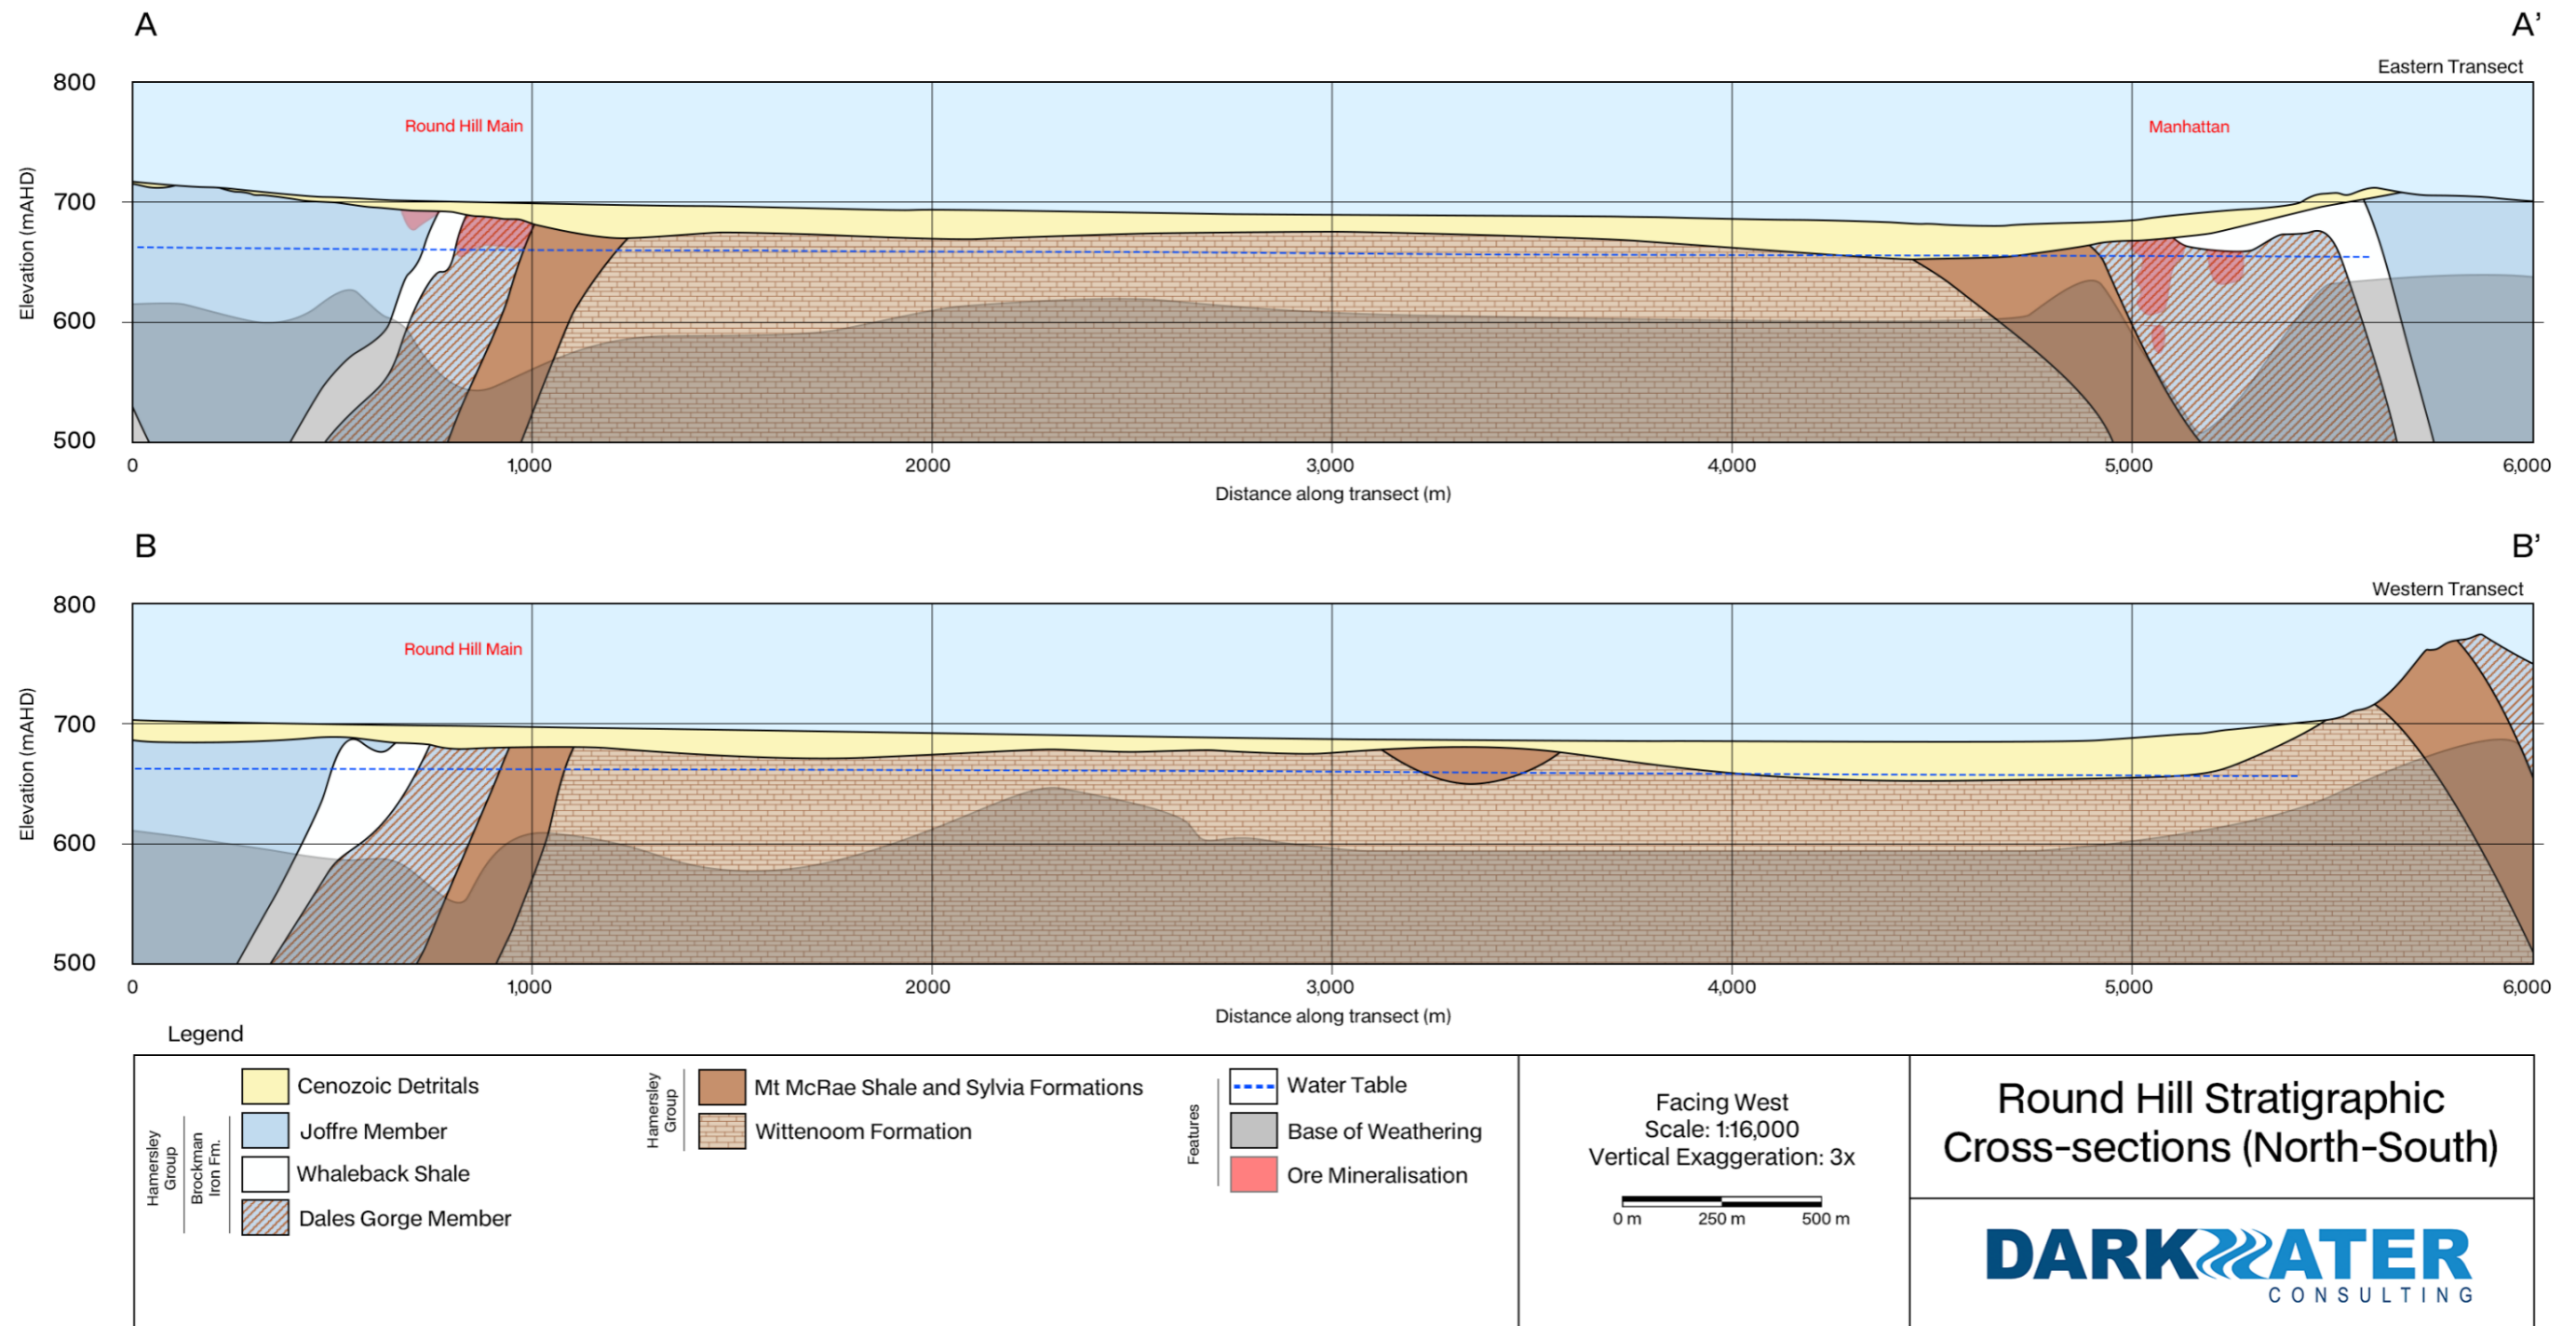 A
A’
Eastern Transect
800
700
600
500
Elevation (mAHD)
Round Hill Main
Manhattan
0
1,000
2000
3,000
4,000
5,000
6,000
Distance along transect (m)
B
B’
Western Transect
800
700
600
500
Elevation (mAHD)
Round Hill Main
0
1,000
2000
3,000
4,000
5,000
6,000
Distance along transect (m)
Legend
Hamersley
Group
Brockman
Iron Fm.
Cenozoic Detritals
Joffre Member
Whaleback Shale
Dales Gorge Member
Hamersley
Group
Mt McRae Shale and Sylvia Formations
Wittenoom Formation
Features
Water Table
Base of Weathering
Ore Mineralisation
Facing West
Scale: 1:16,000
Vertical Exaggeration: 3x
0 m
250 m
500 m
Round Hill Stratigraphic
Cross-sections (North-South)
DARKWATER
CONSULTING